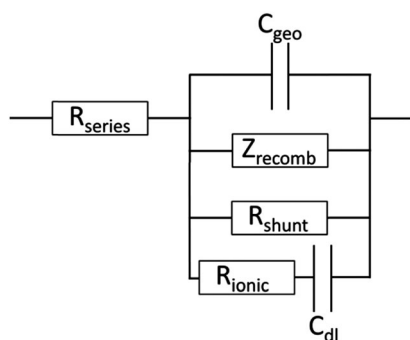 C_geo
R_series
Z_recomb
R_shunt
R_ionic
C_dl